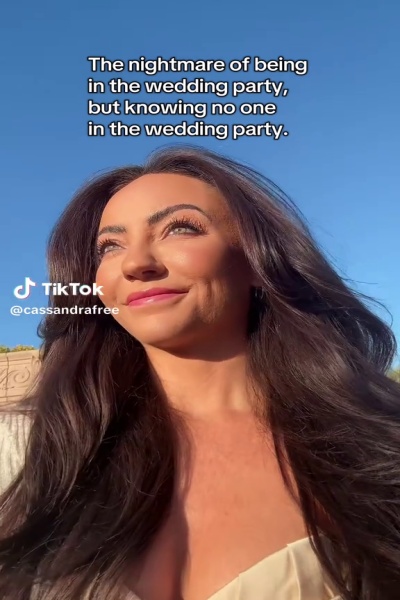 The nightmare of being
in the wedding party,
but knowing no one
in the wedding party.
TikTok
@cassandrafree